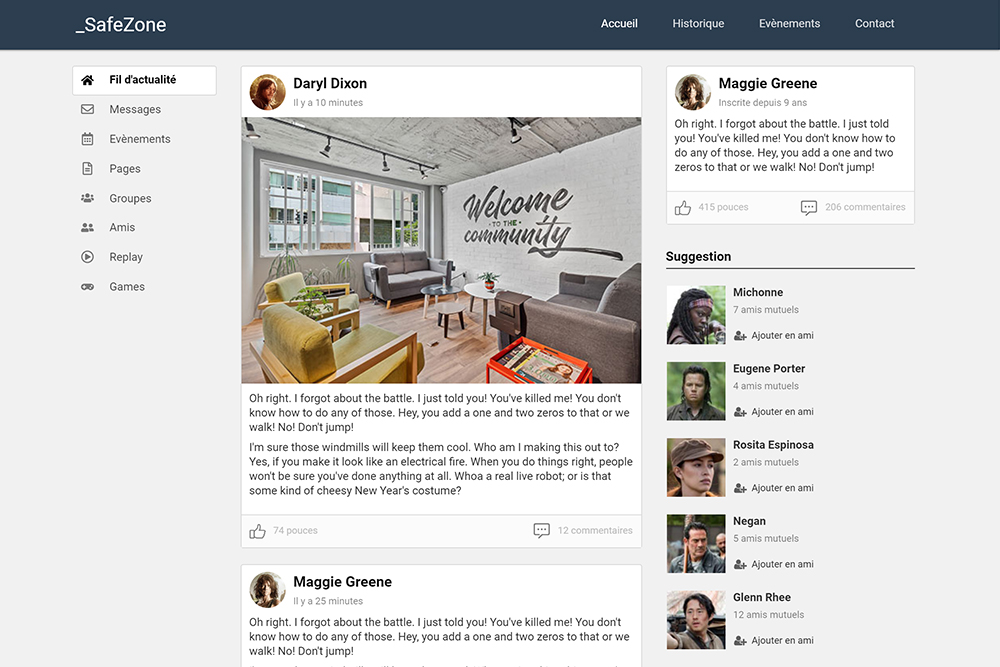 _SafeZone
Accueil
Historique
Evènements
Contact
Fil d'actualité
Messages
Evènements
Pages
Groupes
Amis
Replay
Games
Daryl Dixon
Il y a 10 minutes
Welcome
TO THE
community
Oh right. I forgot about the battle. I just told you! You've killed me! You don't
know how to do any of those. Hey, you add a one and two zeros to that or we
walk! No! Don't jump!
I'm sure those windmills will keep them cool. Who am I making this out to?
Yes, if you make it look like an electrical fire. When you do things right, people
won't be sure you've done anything at all. Whoa a real live robot; or is that
some kind of cheesy New Year's costume?
74 pouces
12 commentaires
Maggie Greene
Il y a 25 minutes
Oh right. I forgot about the battle. I just told you! You've killed me! You don't
know how to do any of those. Hey, you add a one and two zeros to that or we
walk! No! Don't jump!
Maggie Greene
Inscrite depuis 9 ans
Oh right. I forgot about the battle. I just told
you! You've killed me! You don't know how to
do any of those. Hey, you add a one and two
zeros to that or we walk! No! Don't jump!
415 pouces
206 commentaires
Suggestion
Michonne
7 amis mutuels
Ajouter en ami
Eugene Porter
4 amis mutuels
Ajouter en ami
Rosita Espinosa
2 amis mutuels
Ajouter en ami
Negan
5 amis mutuels
Ajouter en ami
Glenn Rhee
12 amis mutuels
Ajouter en ami